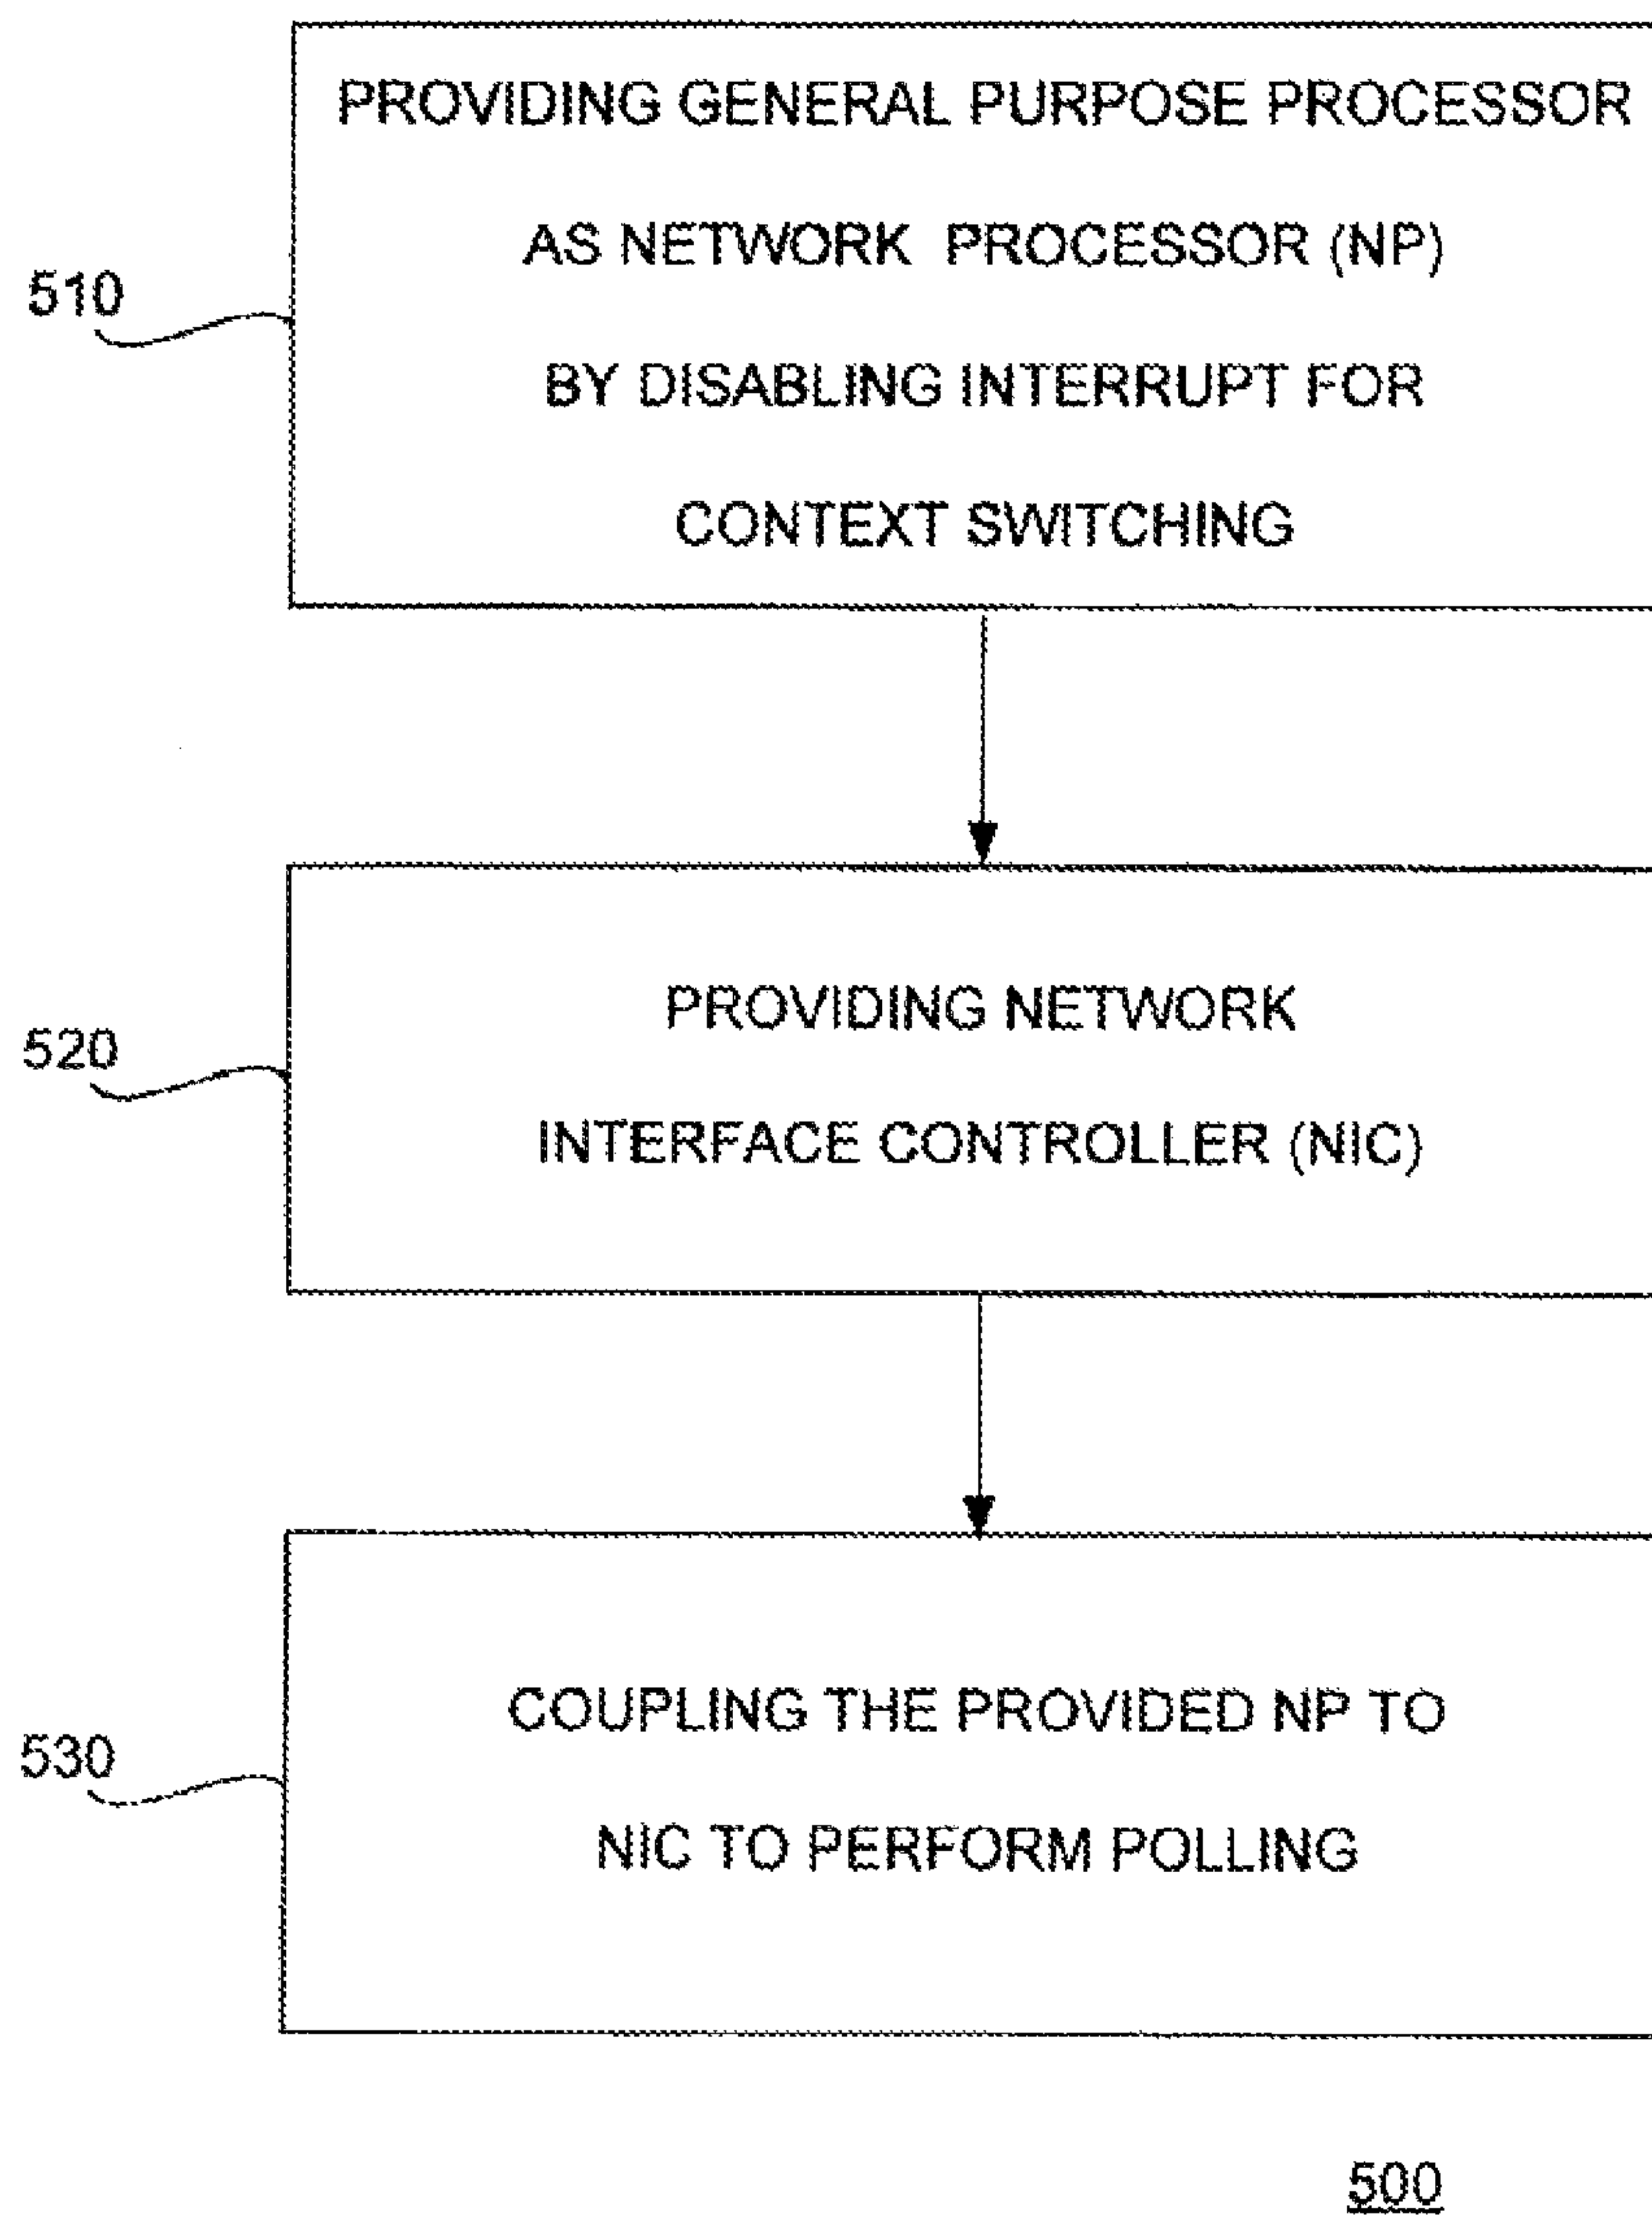 PROVIDING GENERAL PURPOSE PROCESSOR
AS NETWORK PROCESSOR (NP)
BY DISABLING INTERRUPT FOR
CONTEXT SWITCHING
510
PROVIDING NETWORK
INTERFACE CONTROLLER (NIC)
520
COUPLING THE PROVIDED NP TO
NIC TO PERFORM POLLING
530
500